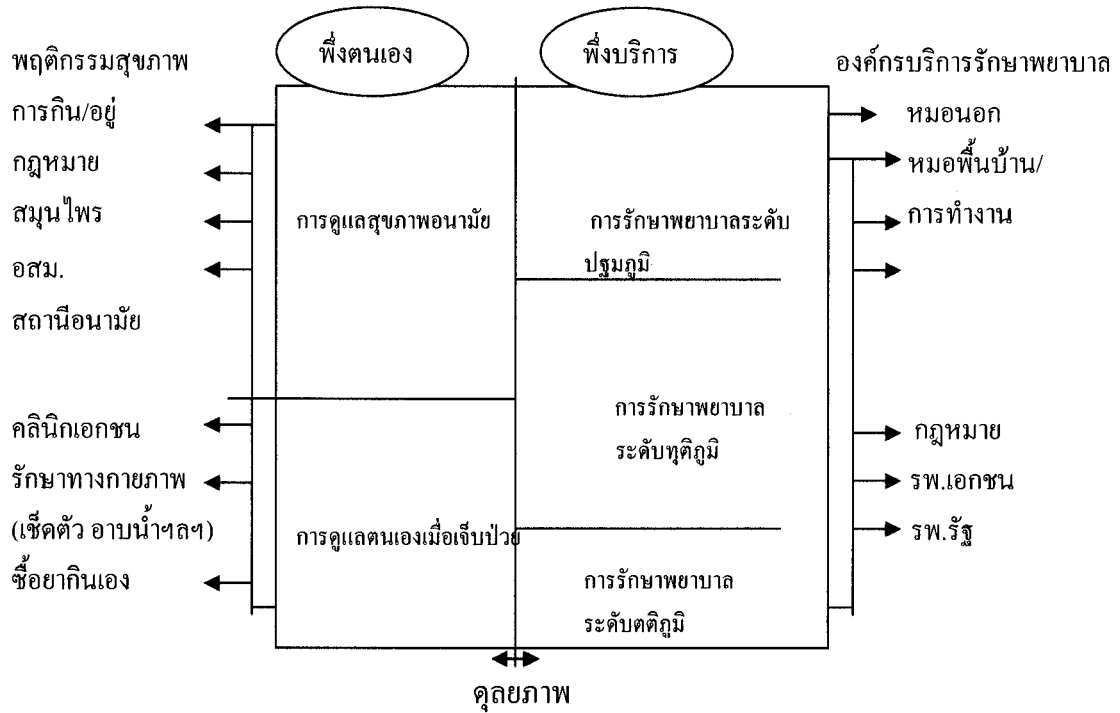 พึ่งตนเอง
พึ่งบริการ
พฤติกรรมสุขภาพ
การกิน/อยู่
กฎหมาย
สมุนไพร
อสม.
สถานีอนามัย
คลินิกเอกชน
รักษาทางกายภาพ
(เช็ดตัว อาบน้ำฯลฯ)
ซื้อยากินเอง
การดูแลสุขภาพอนามัย
การดูแลตนเองเมื่อเจ็บป่วย
การรักษาพยาบาลระดับ
ปฐมภูมิ
การรักษาพยาบาล
ระดับทุติภูมิ
การรักษาพยาบาล
ระดับตติภูมิ
องค์กรบริการรักษาพยาบาล
หมอนอก
หมอพื้นบ้าน/
การทำงาน
กฎหมาย
รพ.เอกชน
รพ.รัฐ
ดุลยภาพ